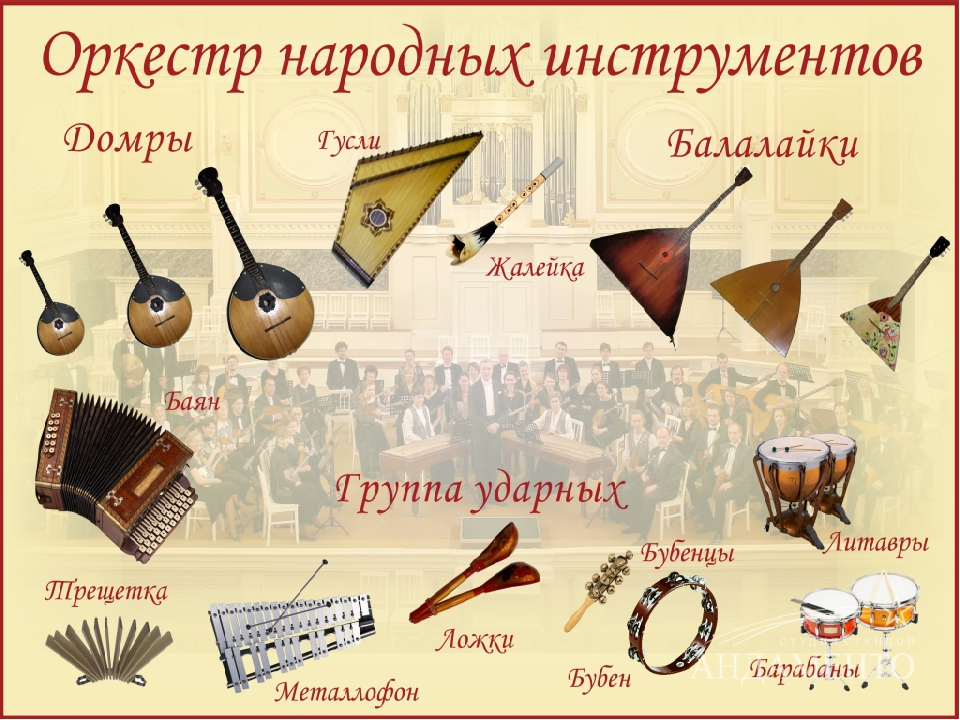 Оркестр народных инструментов
Домры
Гусли
Балалайки
Жалейка
Баян
Группа ударных
Бубенцы
Литавры
Трещетка
Ложки
Металлофон
Бубен
Барабаны